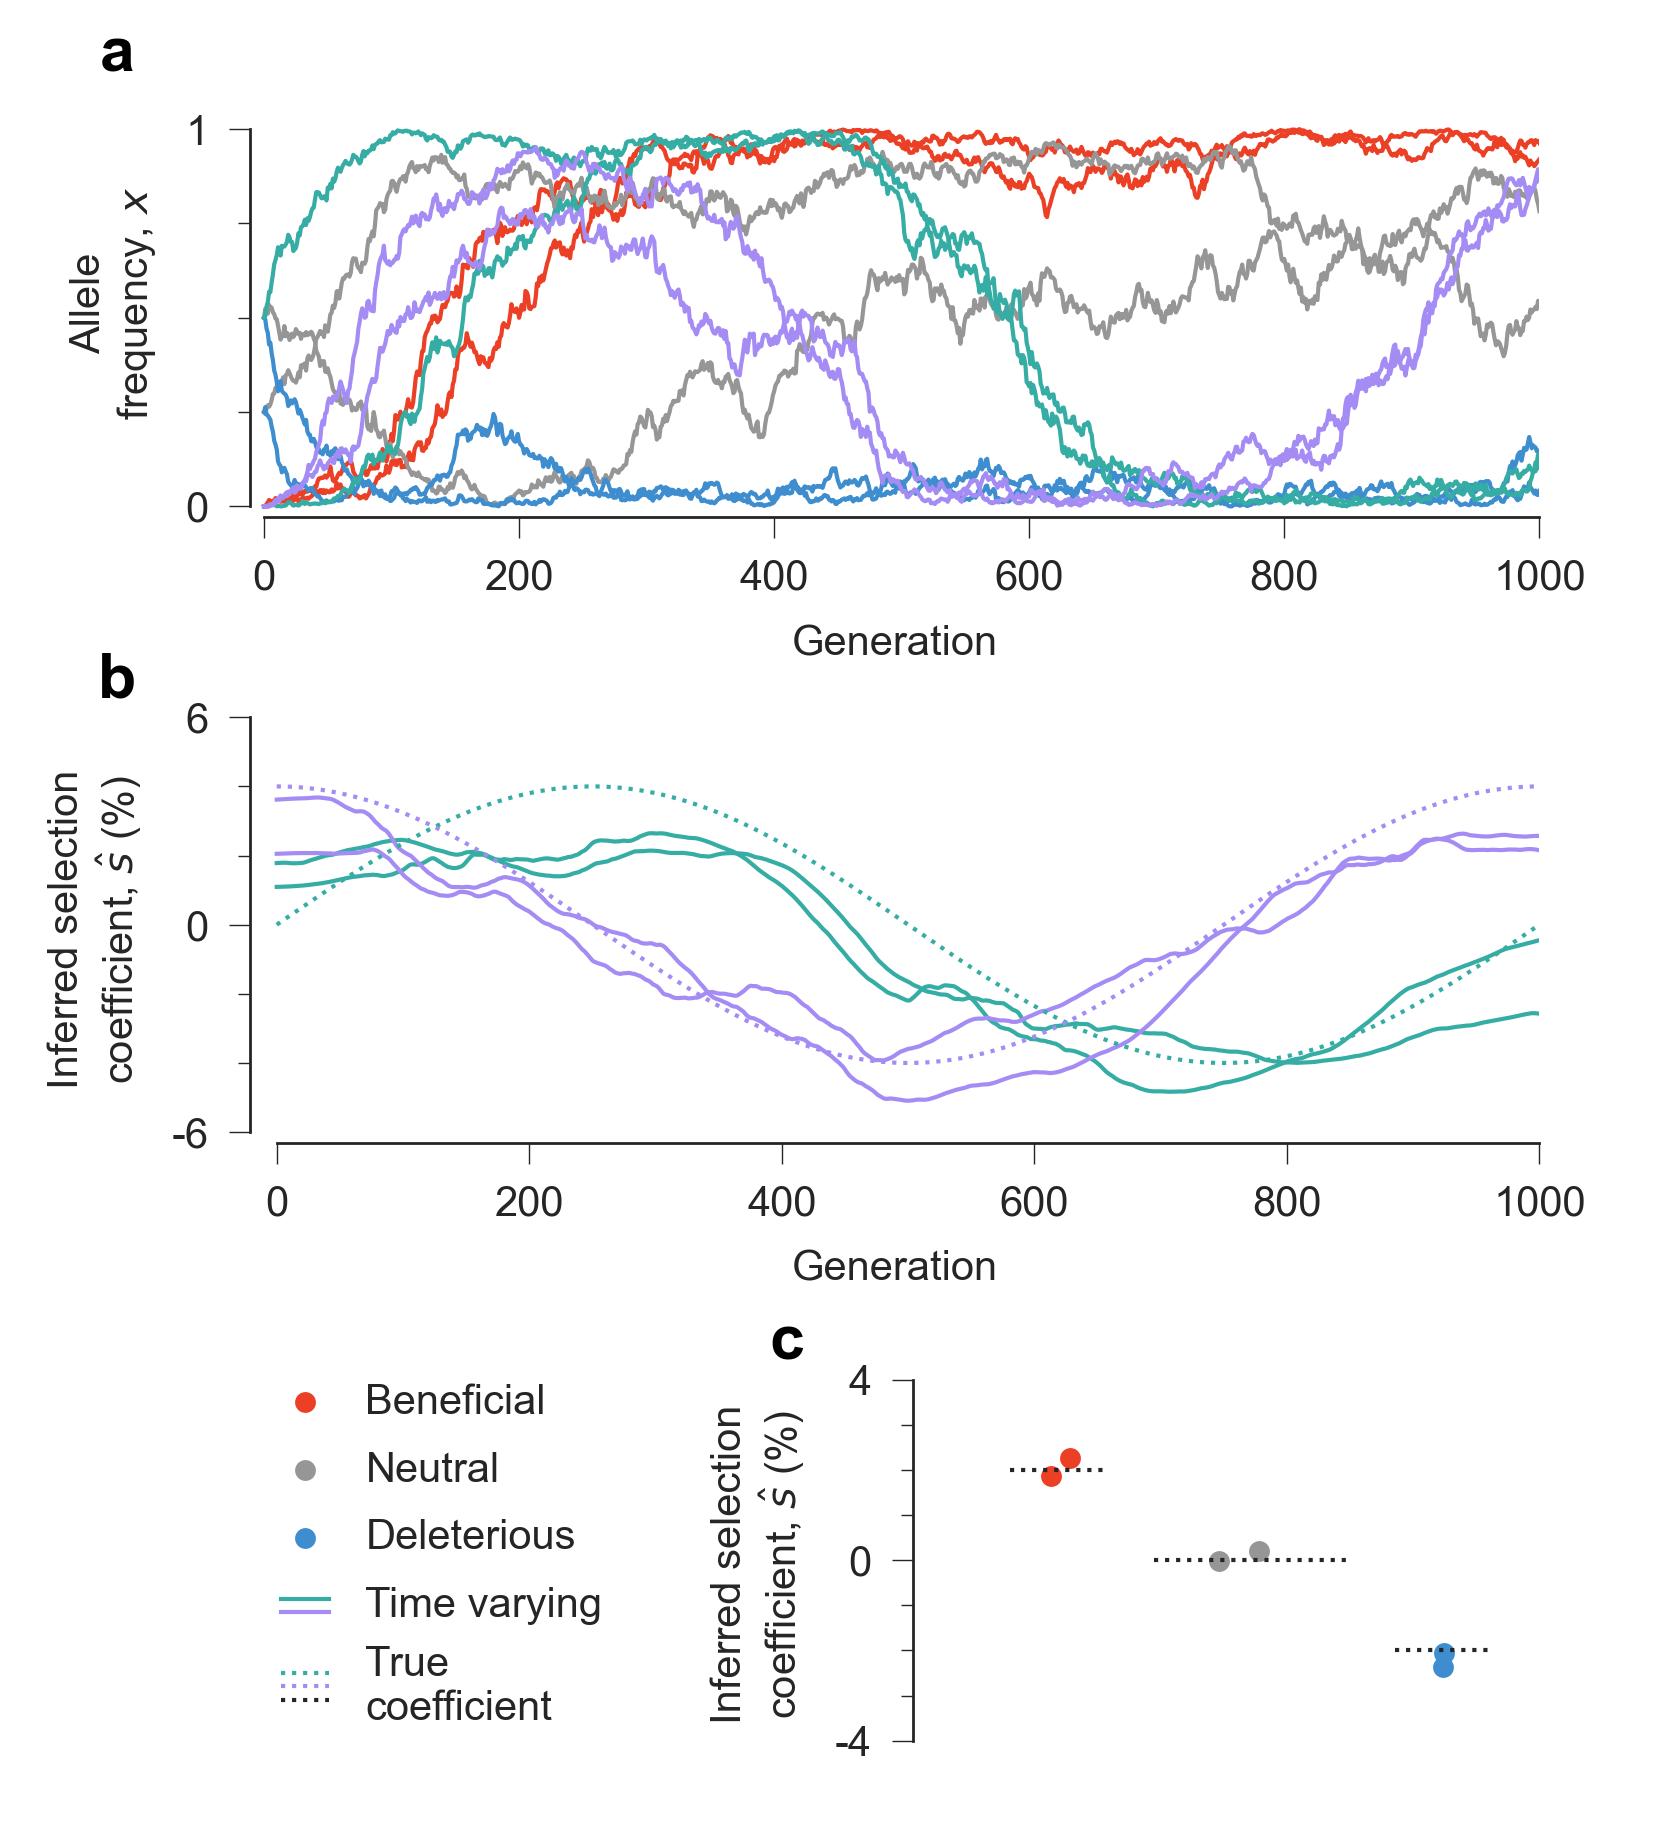 a
Allele
frequency, x
1
0
0 200 400 600 800 1000
Generation
b
Inferred selection
coefficient, ŝ (%)
6
0
-6
0 200 400 600 800 1000
Generation
Beneficial
Neutral
Deleterious
Time varying
True
coefficient
c
Inferred selection
coefficient, ŝ (%)
4
0
-4